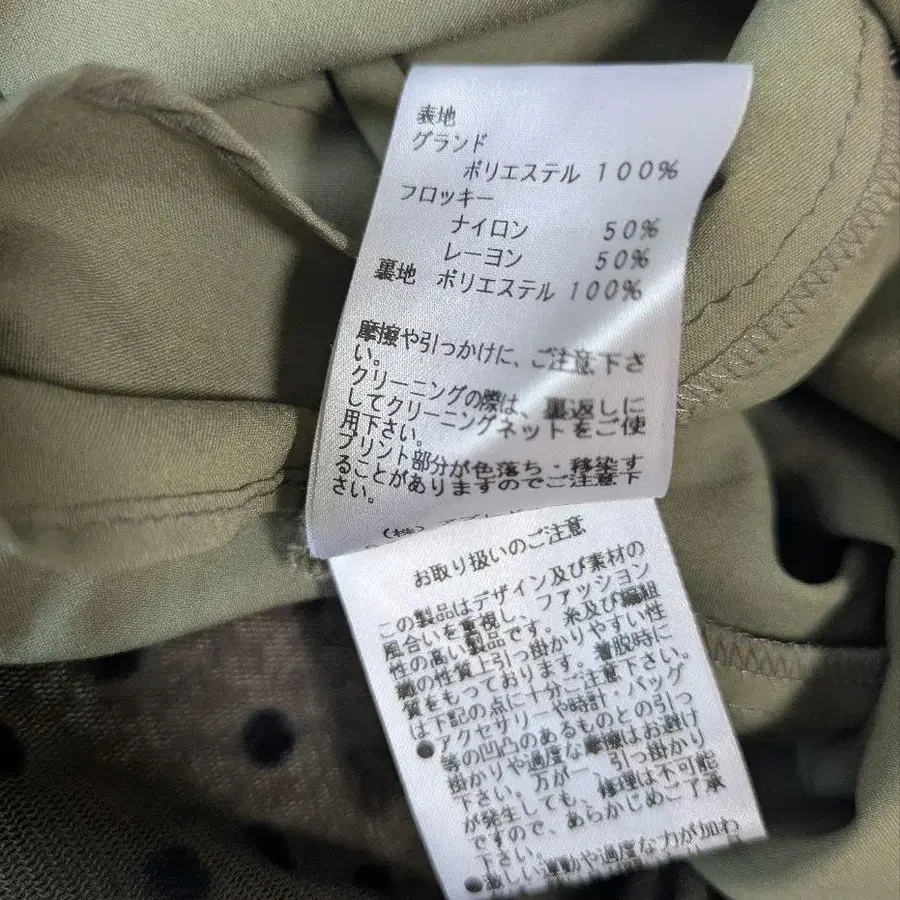 表地
グランド
ポリエステル 100%
フロッキー
ナイロン 50%
レーヨン 50%
裏地 ポリエステル 100%
摩擦や引っかけに、ご注意下さ
い。
クリーニングの際は、裏返しに
してクリーニングネットをご使
用下さい。
プリント部分が色落ち・移染す
ることがありますのでご注意下
さい。
(株)
お取り扱いのご注意
この製品はデザイン及び素材の
風合いを重視し、ファッション
性の高い製品です。糸及び編組
織の性質上引っ掛かりやすい性
質をもっております。着脱時に
は下記の点に十分ご注意下さい。
●アクセサリーや時計・バッグ
等の凹凸のあるものとの引っ
掛かりや過度な摩擦はお避け
下さい。万が一、引っ掛かり
が発生しても、修理は不可能
ですので、あらかじめご了承
下さい。
●激しい運動や過度な力が加わ